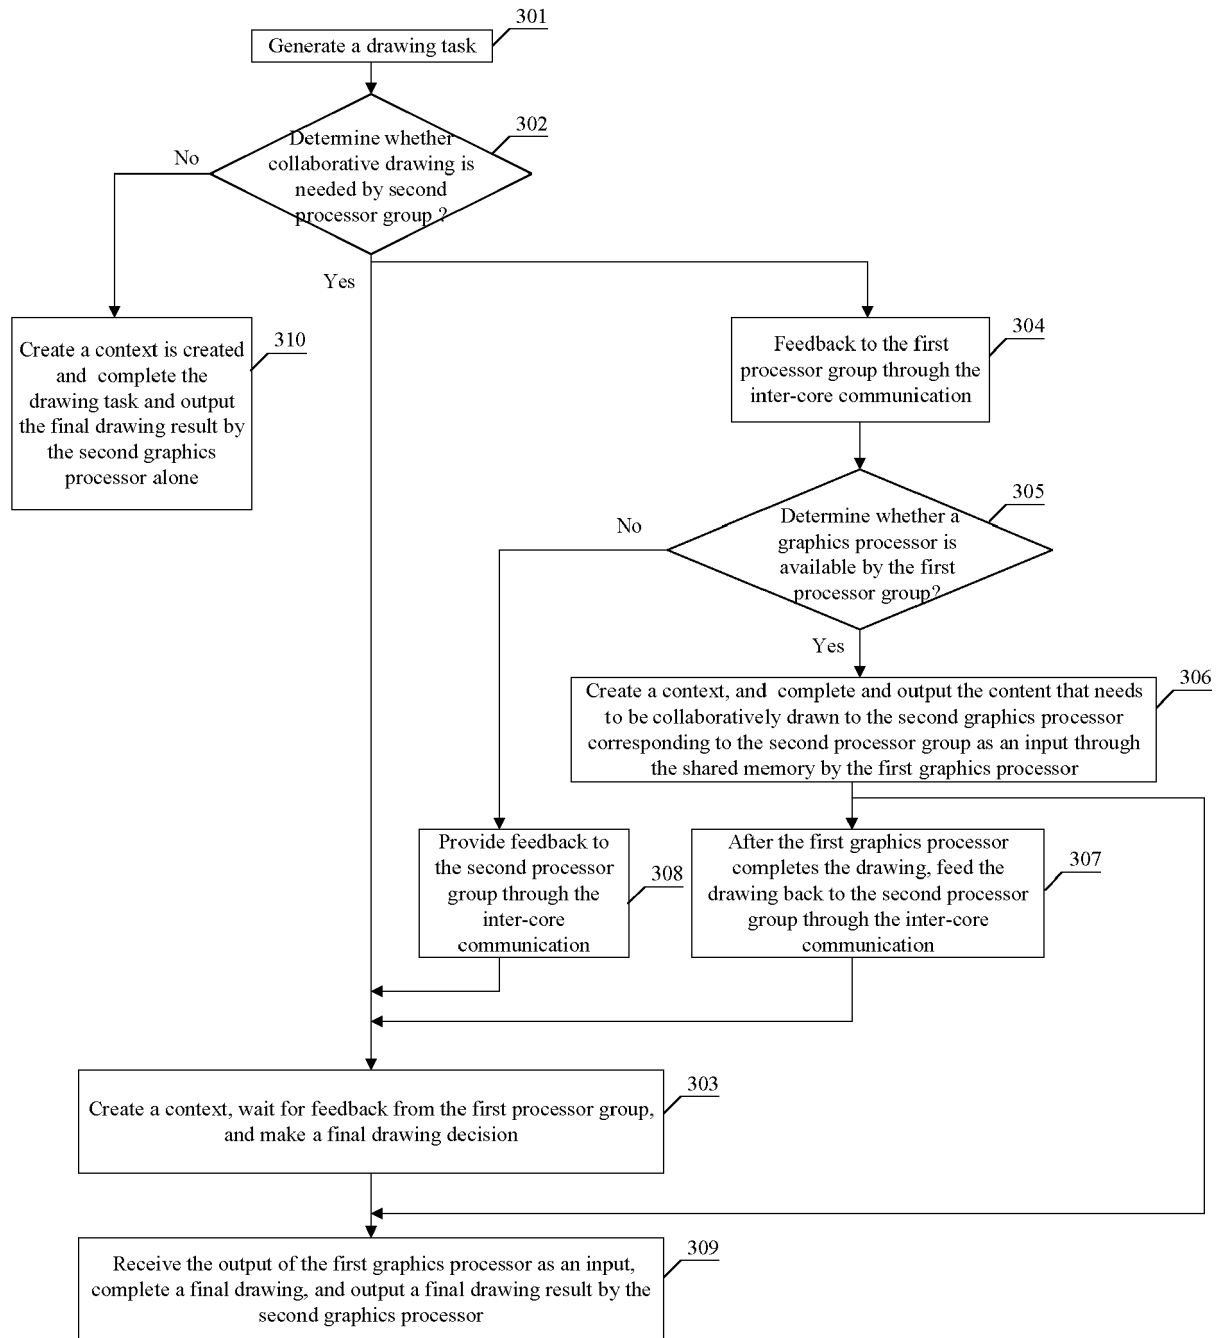 301
Generate a drawing task
302
Determine whether
collaborative drawing is
needed by second
processor group ?
No
Yes
310
Create a context is created
and complete the
drawing task and output
the final drawing result by
the second graphics
processor alone
304
Feedback to the first
processor group through the
inter-core communication
305
Determine whether a
graphics processor is
available by the first
processor group?
No
Yes
306
Create a context, and complete and output the content that needs
to be collaboratively drawn to the second graphics processor
corresponding to the second processor group as an input through
the shared memory by the first graphics processor
Provide feedback to
the second processor
group through the
inter-core
communication
308
After the first graphics processor
completes the drawing, feed the
drawing back to the second processor
group through the inter-core
communication
307
303
Create a context, wait for feedback from the first processor group,
and make a final drawing decision
309
Receive the output of the first graphics processor as an input,
complete a final drawing, and output a final drawing result by the
second graphics processor